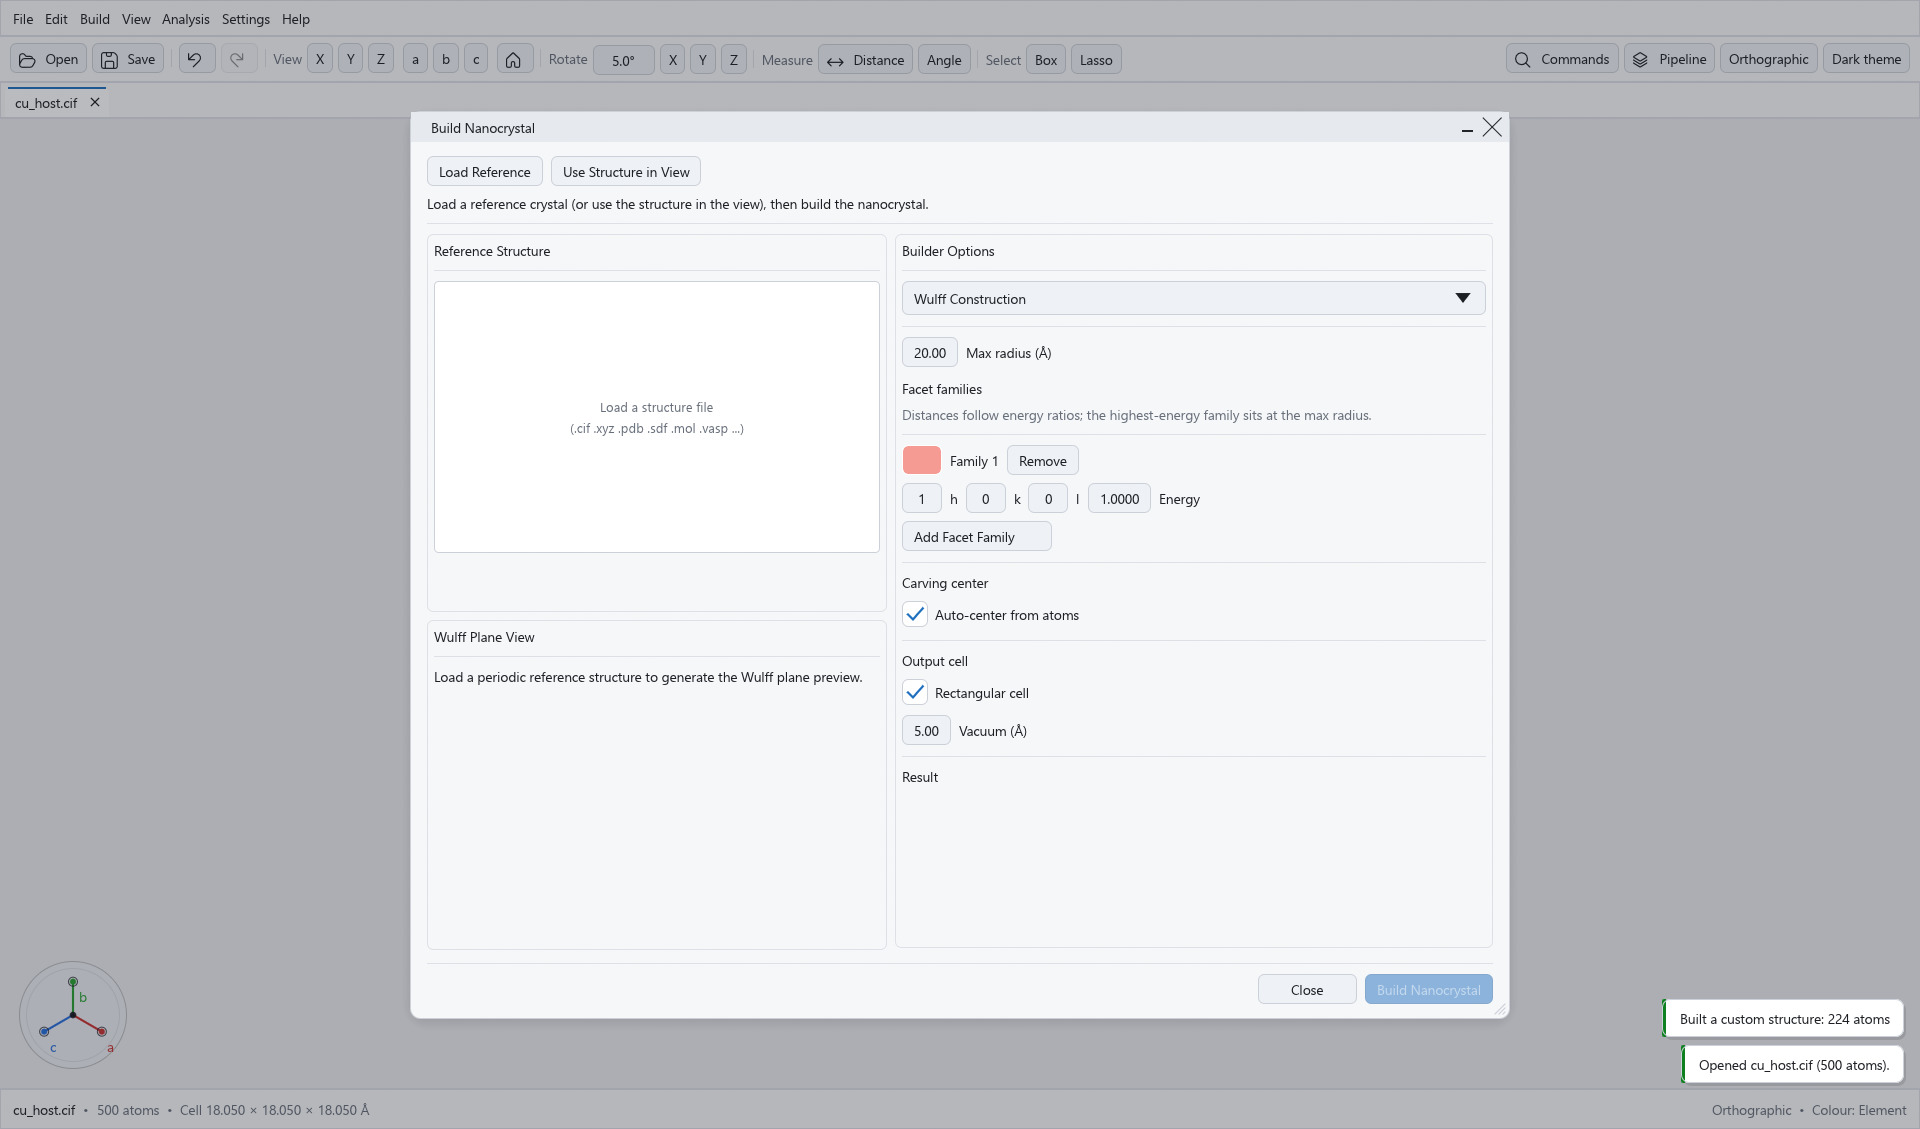 File Edit Build View Analysis Settings Help
Open Save View X Y Z a b c Rotate 5.0° X Y Z Measure Distance Angle Select Box Lasso Commands Pipeline Orthographic Dark theme
cu_host.cif
Build Nanocrystal
Load Reference Use Structure in View
Load a reference crystal (or use the structure in the view), then build the nanocrystal.
Reference Structure
Load a structure file
(.cif .xyz .pdb .sdf .mol .vasp ...)
Wulff Plane View
Load a periodic reference structure to generate the Wulff plane preview.
Builder Options
Wulff Construction
20.00 Max radius (Å)
Facet families
Distances follow energy ratios; the highest-energy family sits at the max radius.
Family 1 Remove
1 h 0 k 0 l 1.0000 Energy
Add Facet Family
Carving center
Auto-center from atoms
Output cell
Rectangular cell
5.00 Vacuum (Å)
Result
Close Build Nanocrystal
b
c a
Built a custom structure: 224 atoms
Opened cu_host.cif (500 atoms).
cu_host.cif • 500 atoms • Cell 18.050 × 18.050 × 18.050 Å
Orthographic • Colour: Element